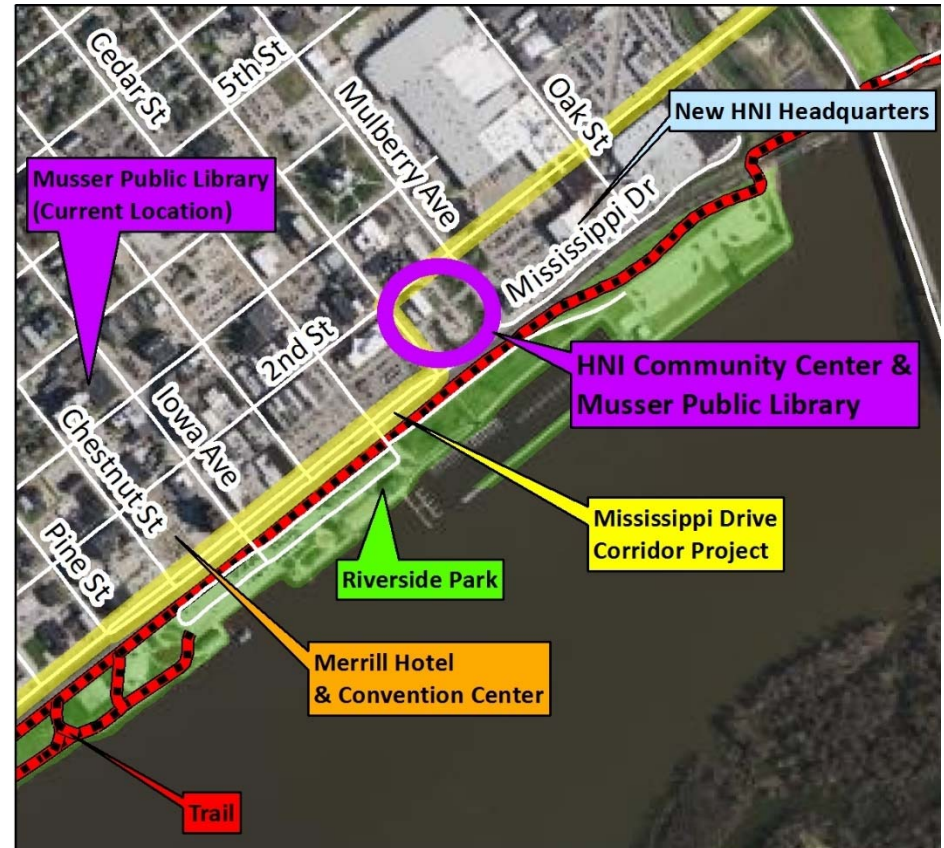 Cedar St
5th St
Mulberry Ave
Oak St
New HNI Headquarters
Musser Public Library
(Current Location)
Mississippi Dr
2nd St
HNI Community Center &
Musser Public Library
Iowa Ave
Chestnut St
Pine St
Mississippi Drive
Corridor Project
Riverside Park
Merrill Hotel
& Convention Center
Trail